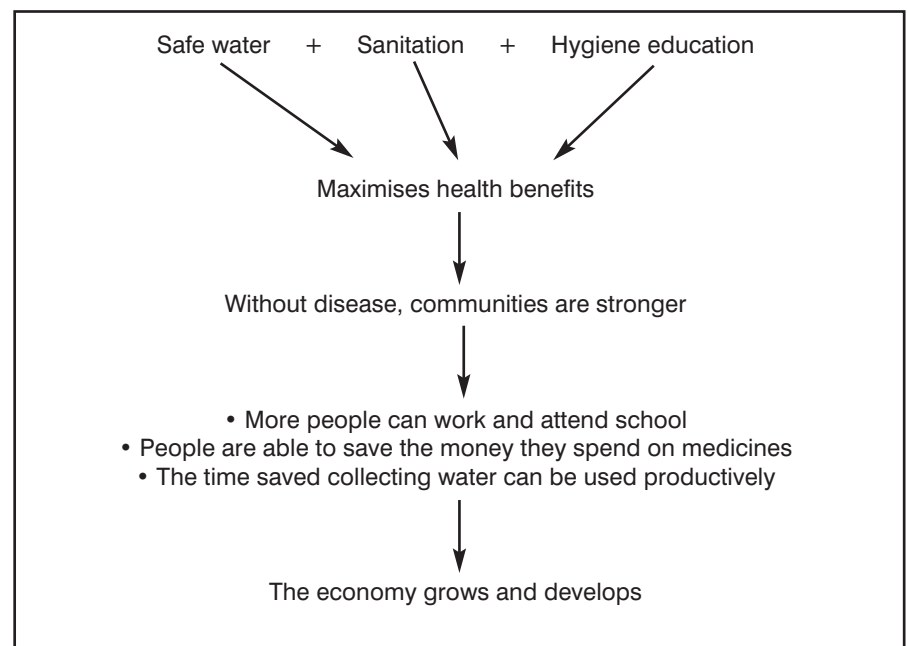 Safe water + Sanitation + Hygiene education
Maximises health benefits
Without disease, communities are stronger
• More people can work and attend school
• People are able to save the money they spend on medicines
• The time saved collecting water can be used productively
The economy grows and develops